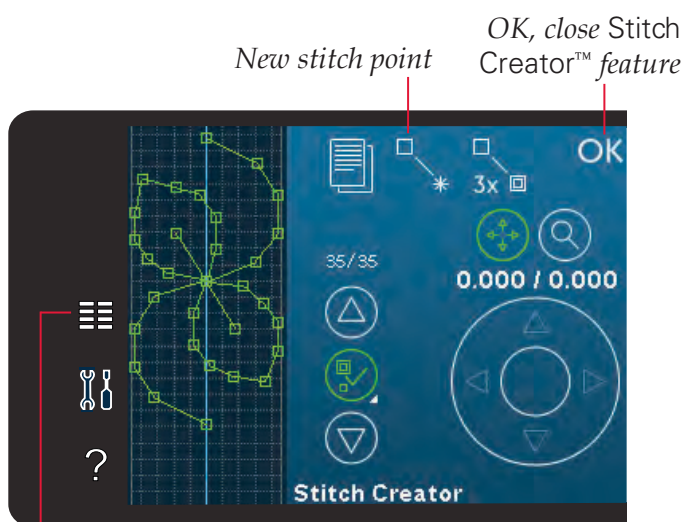 OK, close Stitch
New stitch point
Creator™ feature
OK
3x
35/35
0.000 / 0.000
?
Stitch Creator